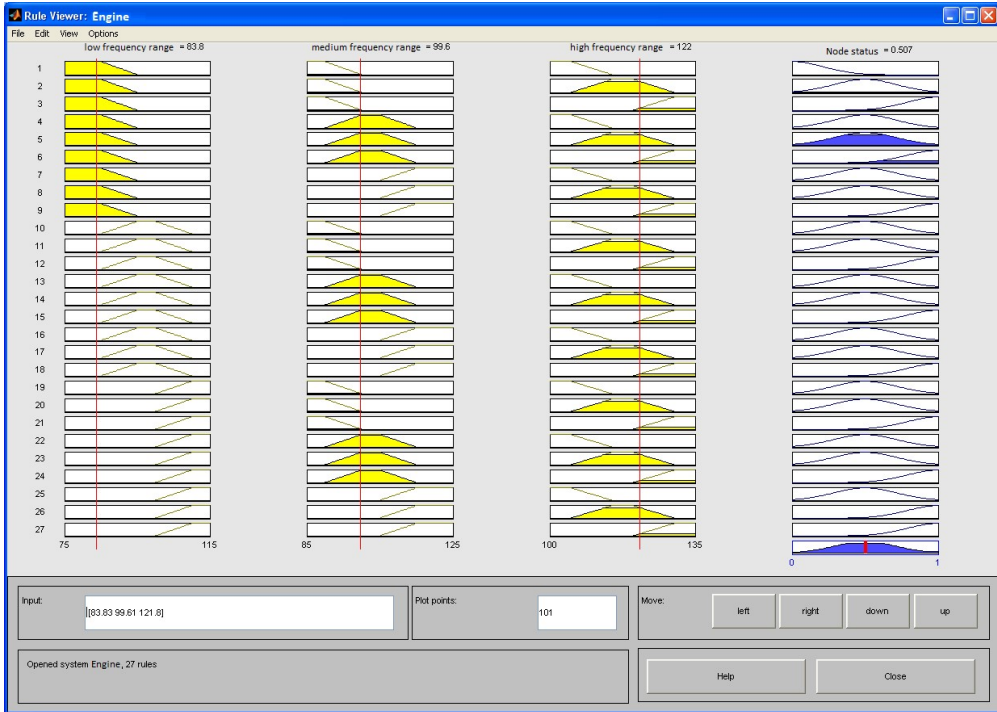 Rule Viewer: Engine
File Edit View Options
low frequency range = 83.8
medium frequency range = 99.6
high frequency range = 122
Node status = 0.507
1
2
3
4
5
6
7
8
9
10
11
12
13
14
15
16
17
18
19
20
21
22
23
24
25
26
27
75 115
85 125
100 135
0 1
Input:
[83.83 99.61 121.8]
Plot points:
101
Move:
left right down up
Opened system Engine, 27 rules
Help Close